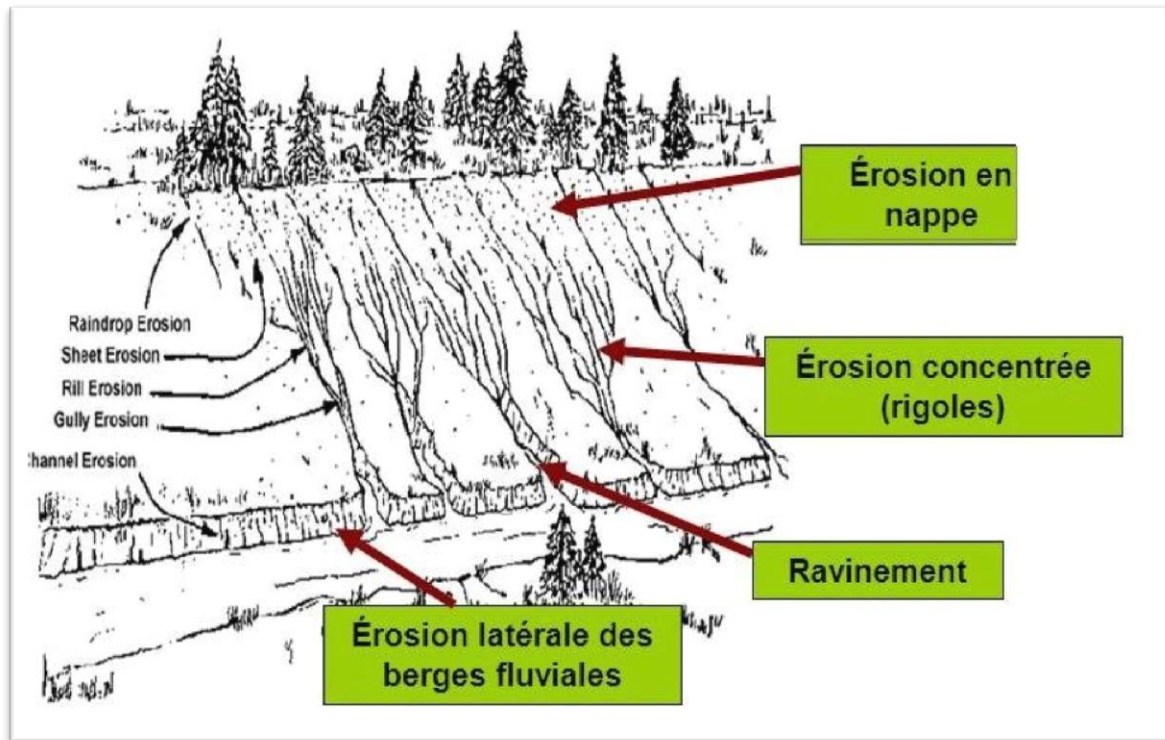 Érosion en
nappe
Raindrop Erosion
Sheet Erosion
Rill Erosion
Gully Erosion
Channel Erosion
Érosion concentrée
(rigoles)
Ravinement
Érosion latérale des
berges fluviales